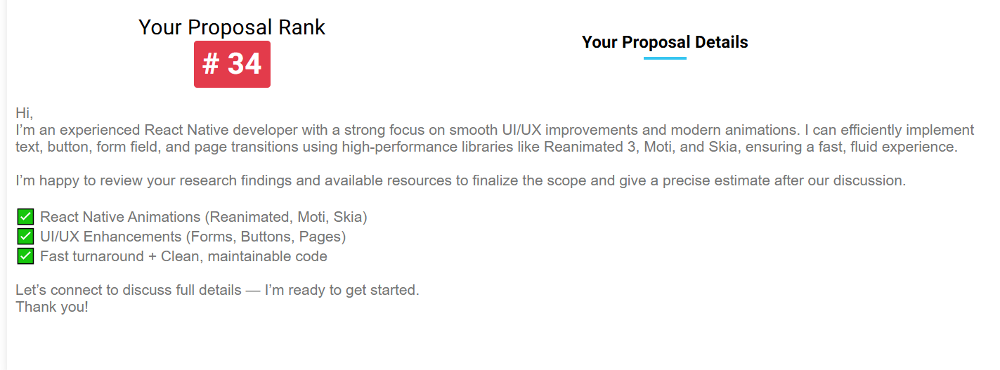 Your Proposal Rank
# 34
Your Proposal Details
Hi,
I’m an experienced React Native developer with a strong focus on smooth UI/UX improvements and modern animations. I can efficiently implement
text, button, form field, and page transitions using high-performance libraries like Reanimated 3, Moti, and Skia, ensuring a fast, fluid experience.
I’m happy to review your research findings and available resources to finalize the scope and give a precise estimate after our discussion.
✅ React Native Animations (Reanimated, Moti, Skia)
✅ UI/UX Enhancements (Forms, Buttons, Pages)
✅ Fast turnaround + Clean, maintainable code
Let’s connect to discuss full details — I’m ready to get started.
Thank you!